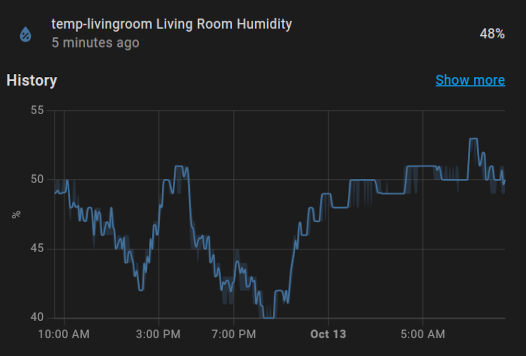 temp-livingroom Living Room Humidity
5 minutes ago
48%
History
Show more
55
50
45
40
%
10:00 AM
3:00 PM
7:00 PM
Oct 13
5:00 AM